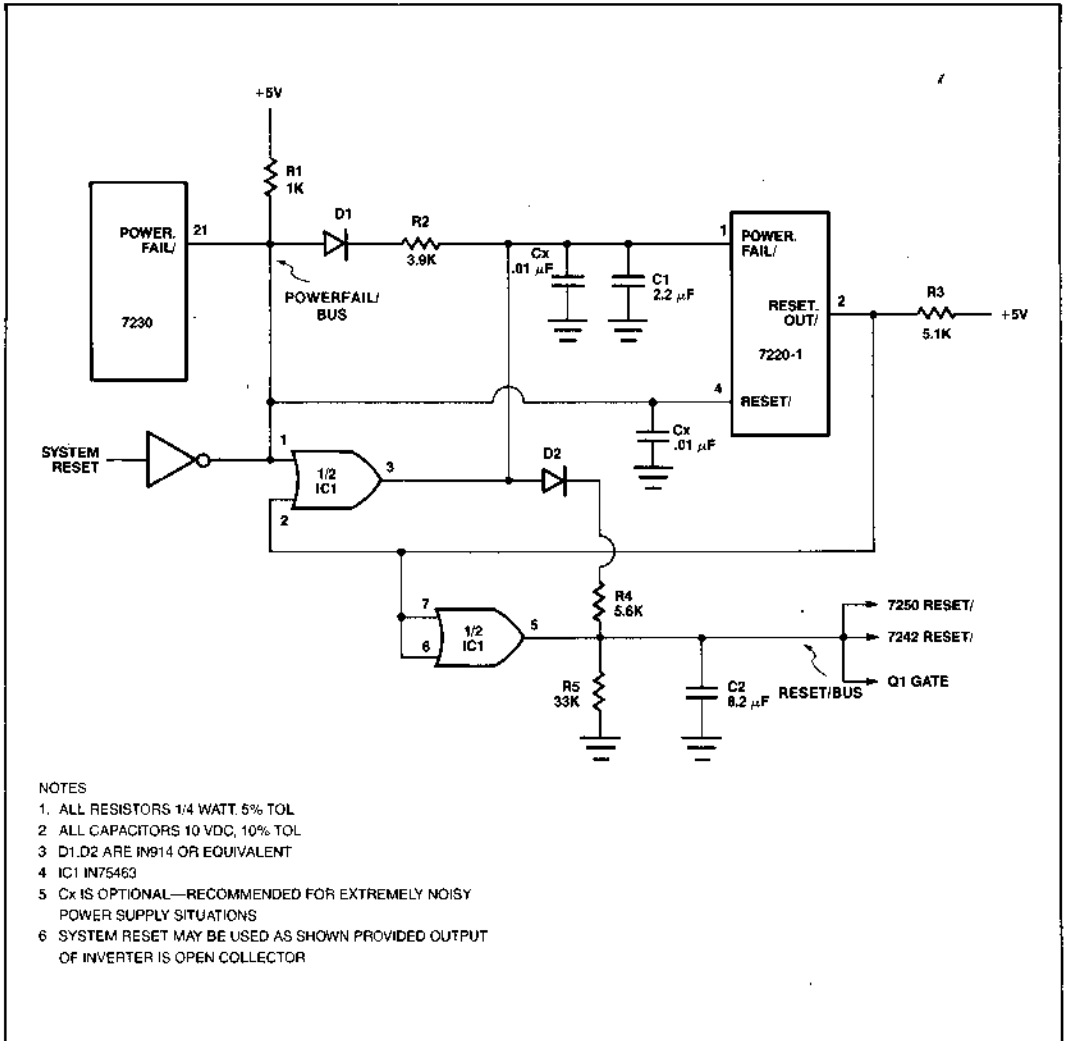 +5V
R1
1K
POWER.
FAIL/
21
7230
D1
R2
3.9K
POWERFAIL/
BUS
Cx
.01 µF
C1
2.2 µF
1
POWER.
FAIL/
RESET.
OUT/
2
7220-1
4
RESET/
R3
5.1K
+5V
SYSTEM
RESET
1
1/2
IC1
3
2
Cx
.01 µF
D2
R4
5.6K
7
1/2
IC1
6
5
R5
33K
C2
8.2 µF
RESET/BUS
7250 RESET/
7242 RESET/
Q1 GATE
NOTES
1. ALL RESISTORS 1/4 WATT. 5% TOL
2 ALL CAPACITORS 10 VDC, 10% TOL
3 D1.D2 ARE IN914 OR EQUIVALENT
4 IC1 IN75463
5 Cx IS OPTIONAL—RECOMMENDED FOR EXTREMELY NOISY
POWER SUPPLY SITUATIONS
6 SYSTEM RESET MAY BE USED AS SHOWN PROVIDED OUTPUT
OF INVERTER IS OPEN COLLECTOR